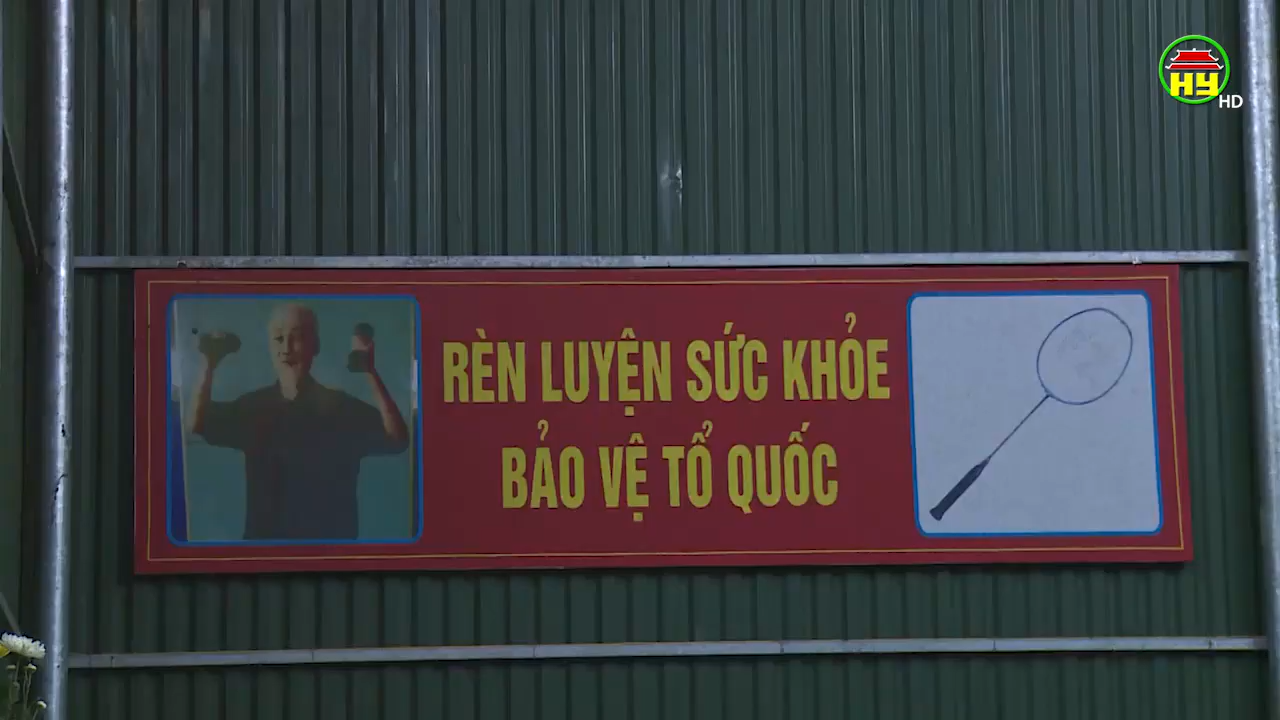 HY
HD
RÈN LUYỆN SỨC KHỎE
BẢO VỆ TỔ QUỐC